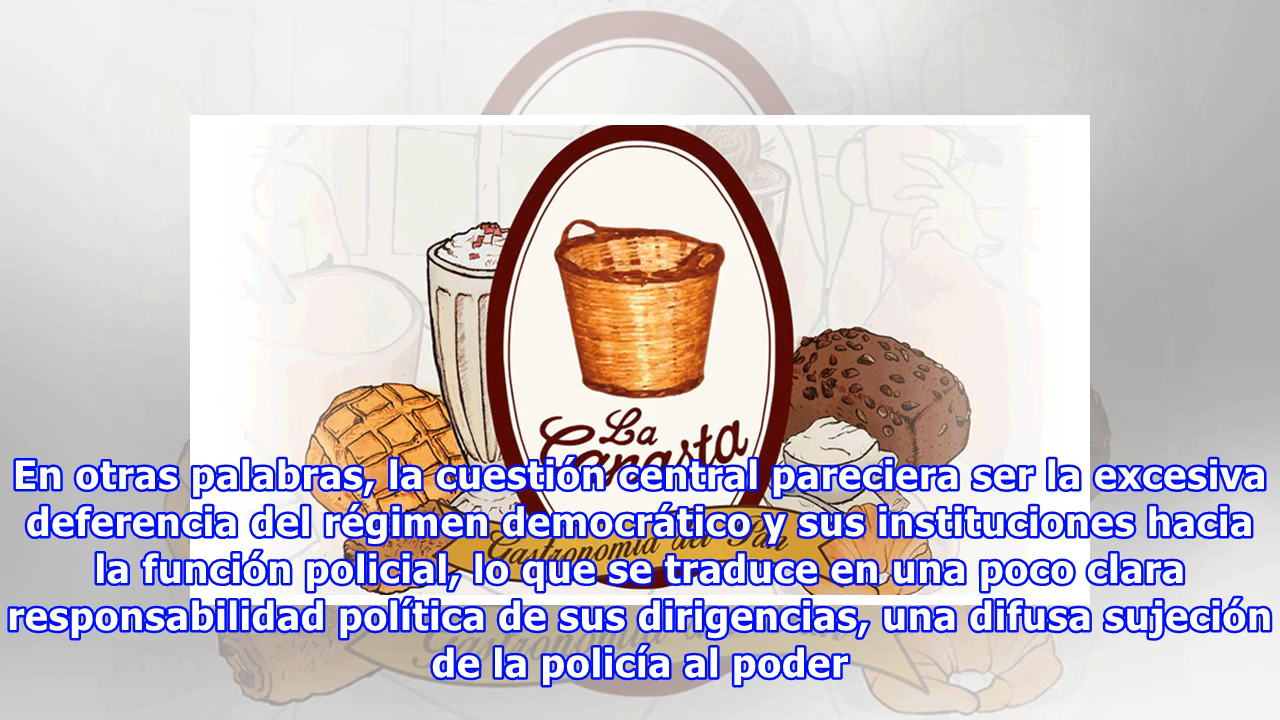 La
Canasta
Gastronomía del Pan
En otras palabras, la cuestión central pareciera ser la excesiva
deferencia del régimen democrático y sus instituciones hacia
la función policial, lo que se traduce en una poco clara
responsabilidad política de sus dirigencias, una difusa sujeción
de la policía al poder